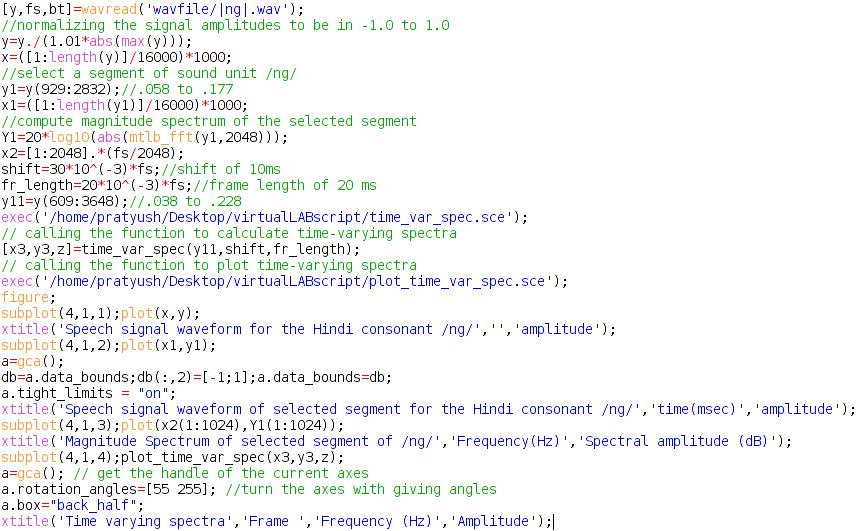 [y,fs,bt]=wavread('wavfile/|ng|.wav');
//normalizing the signal amplitudes to be in -1.0 to 1.0
y=y./(1.01*abs(max(y)));
x=([1:length(y)]/16000)*1000;
//select a segment of sound unit /ng/
y1=y(929:2832);//.058 to .177
x1=([1:length(y1)]/16000)*1000;
//compute magnitude spectrum of the selected segment
Y1=20*log10(abs(mtlb_fft(y1,2048)));
x2=[1:2048].*(fs/2048);
shift=30*10^(-3)*fs;//shift of 10ms
fr_length=20*10^(-3)*fs;//frame length of 20 ms
y11=y(609:3648);//.038 to .228
exec('/home/pratyush/Desktop/virtualLABscript/time_var_spec.sce');
// calling the function to calculate time-varying spectra
[x3,y3,z]=time_var_spec(y11,shift,fr_length);
// calling the function to plot time-varying spectra
exec('/home/pratyush/Desktop/virtualLABscript/plot_time_var_spec.sce');
figure;
subplot(4,1,1);plot(x,y);
xtitle('Speech signal waveform for the Hindi consonant /ng/','','amplitude');
subplot(4,1,2);plot(x1,y1);
a=gca();
db=a.data_bounds;db(:,2)=[-1;1];a.data_bounds=db;
a.tight_limits = "on";
xtitle('Speech signal waveform of selected segment for the Hindi consonant /ng/','time(msec)','amplitude');
subplot(4,1,3);plot(x2(1:1024),Y1(1:1024));
xtitle('Magnitude Spectrum of selected segment of /ng/','Frequency(Hz)','Spectral amplitude (dB)');
subplot(4,1,4);plot_time_var_spec(x3,y3,z);
a=gca(); // get the handle of the current axes
a.rotation_angles=[55 255]; //turn the axes with giving angles
a.box="back_half";
xtitle('Time varying spectra','Frame ','Frequency (Hz)','Amplitude');